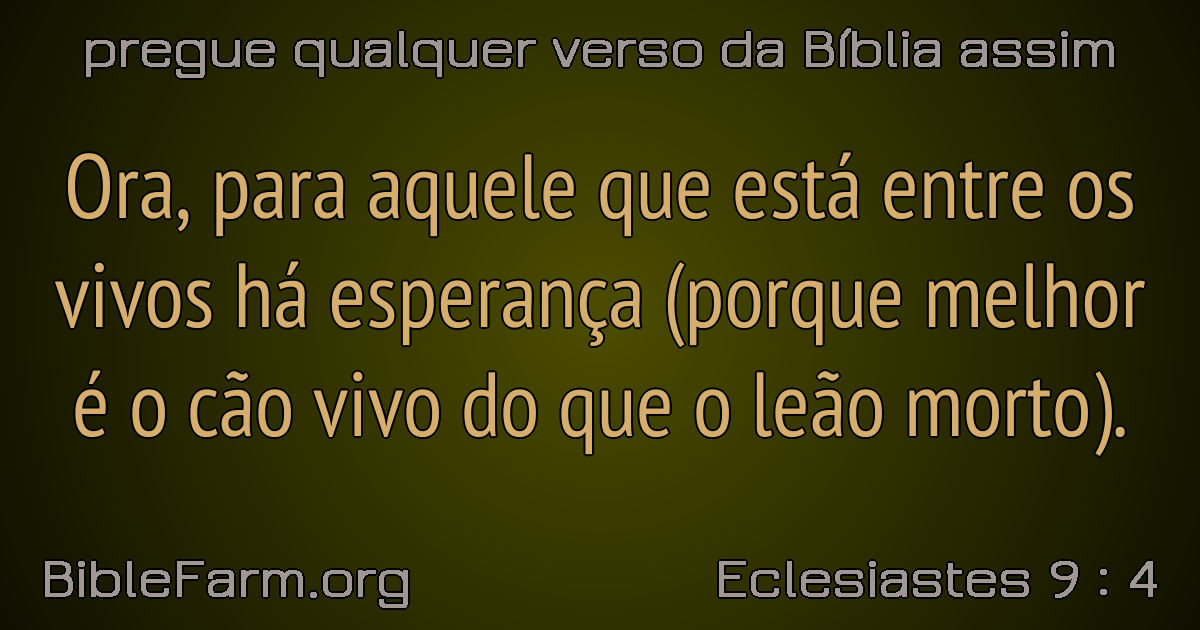 pregue qualquer verso da Bíblia assim
Ora, para aquele que está entre os
vivos há esperança (porque melhor
é o cão vivo do que o leão morto).
BibleFarm.org
Eclesiastes 9 : 4